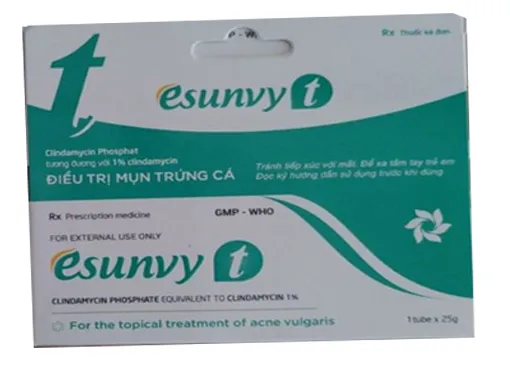 Rx Thuốc kê đơn
esunvy t
Clindamycin Phosphat
tương đương với 1% clindamycin
ĐIỀU TRỊ MỤN TRỨNG CÁ
Tránh tiếp xúc với mắt. Để xa tầm tay trẻ em
Đọc kỹ hướng dẫn sử dụng trước khi dùng
Rx Prescription medicine
GMP - WHO
FOR EXTERNAL USE ONLY
esunvy t
CLINDAMYCIN PHOSPHATE EQUIVALENT TO CLINDAMYCIN 1%
For the topical treatment of acne vulgaris
1 tube x 25g